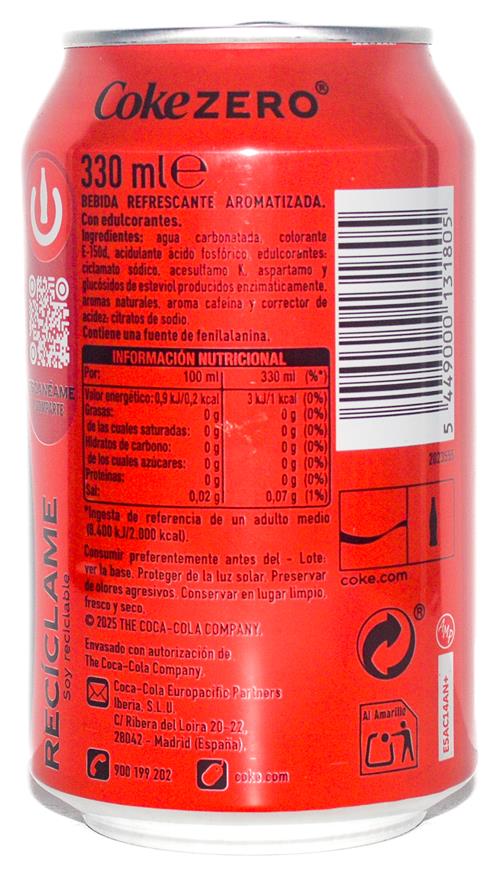 CokeZERO®
330 ml e
BEBIDA REFRESCANTE AROMATIZADA.
Con edulcorantes.
Ingredientes: agua carbonatada, colorante
E-150d, acidulante ácido fosfórico, edulcorantes:
ciclamato sódico, acesulfamo K, aspartamo y
glucósidos de esteviol producidos enzimáticamente,
aromas naturales, aroma cafeína y corrector de
acidez: citratos de sodio.
Contiene una fuente de fenilalanina.
INFORMACIÓN NUTRICIONAL
Por: 100 ml 330 ml (%*)
Valor energético: 0,9 kJ/0,2 kcal 3 kJ/1 kcal (0%)
Grasas: 0 g 0 g (0%)
de las cuales saturadas: 0 g 0 g (0%)
Hidratos de carbono: 0 g 0 g (0%)
de los cuales azúcares: 0 g 0 g (0%)
Proteínas: 0 g 0 g (0%)
Sal: 0,02 g 0,07 g (1%)
*Ingesta de referencia de un adulto medio
(8.400 kJ/2.000 kcal).
Consumir preferentemente antes del - Lote:
ver la base. Proteger de la luz solar. Preservar
de olores agresivos. Conservar en lugar limpio,
fresco y seco.
© 2025 THE COCA-COLA COMPANY.
Envasado con autorización de
The Coca-Cola Company.
Coca-Cola Europacific Partners
Iberia, S.L.U.
C/ Ribera del Loira 20-22,
28042 - Madrid (España).
900 199 202
coke.com
RECÍCLAME
Soy reciclable
5 449000 131805
coke.com
®
Al Amarillo
E5AC14AN+